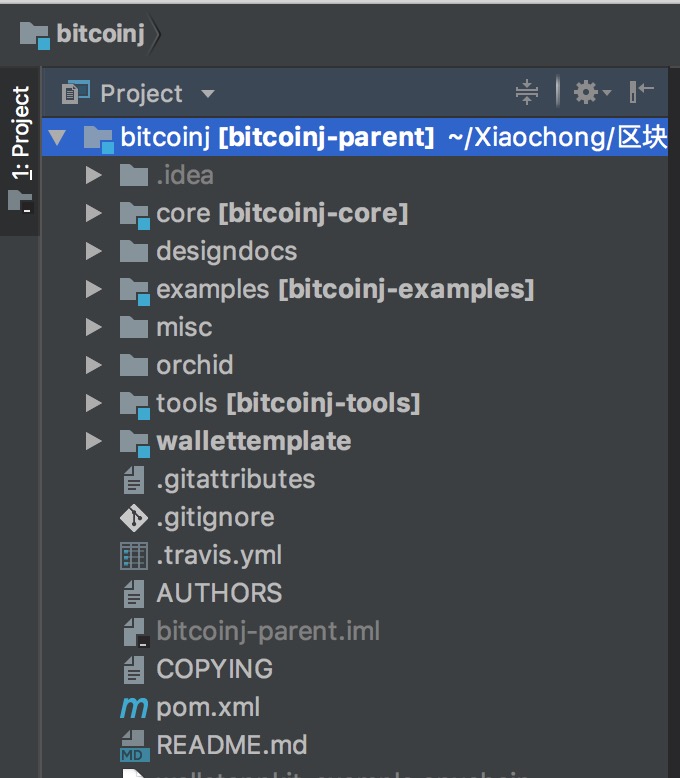 bitcoinj
1: Project
Project
bitcoinj [bitcoinj-parent] ~/Xiaochong/区块
.idea
core [bitcoinj-core]
designdocs
examples [bitcoinj-examples]
misc
orchid
tools [bitcoinj-tools]
wallettemplate
.gitattributes
.gitignore
.travis.yml
AUTHORS
bitcoinj-parent.iml
COPYING
pom.xml
MD README.md